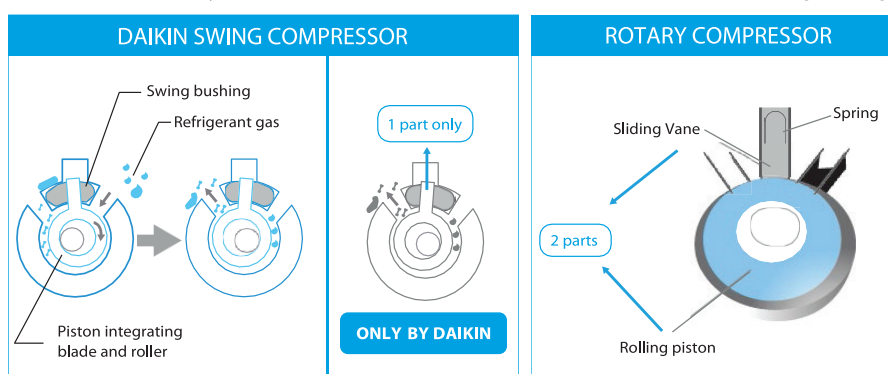 DAIKIN SWING COMPRESSOR
Swing bushing
Refrigerant gas
Piston integrating
blade and roller
1 part only
ONLY BY DAIKIN
ROTARY COMPRESSOR
Spring
Sliding Vane
2 parts
Rolling piston